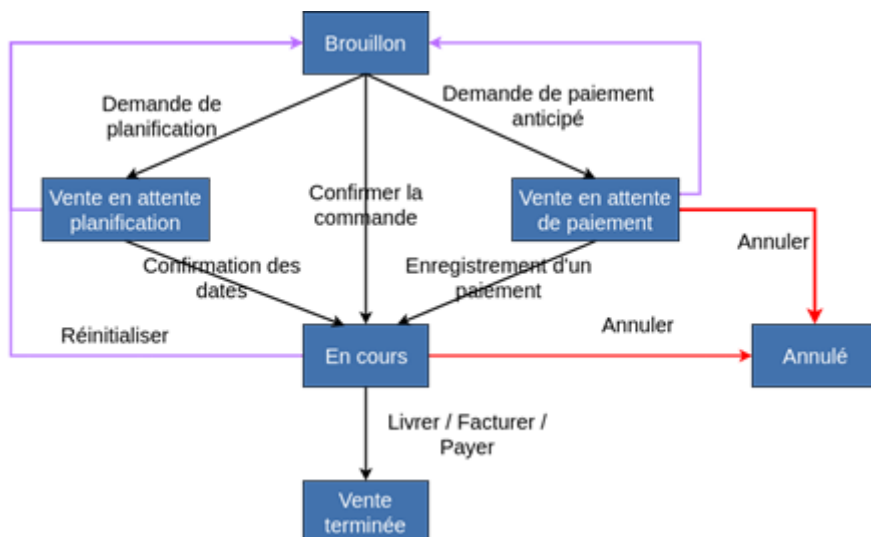 Brouillon
Demande de
planification
Demande de paiement
anticipé
Vente en attente
planification
Confirmer la
commande
Vente en attente
de paiement
Annuler
Confirmation des
dates
Enregistrement d'un
paiement
Réinitialiser
Annuler
En cours
Annulé
Livrer / Facturer /
Payer
Vente
terminée